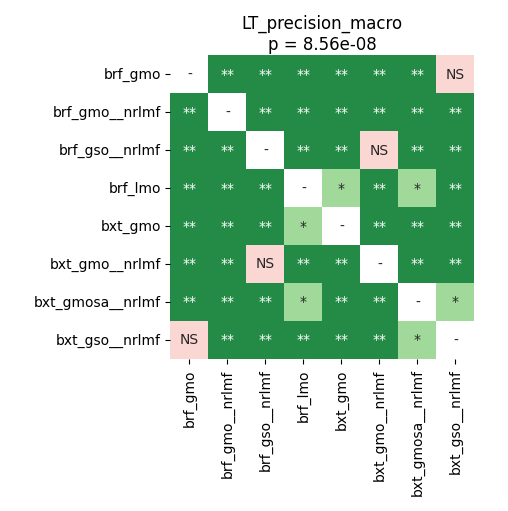 LT_precision_macro
p = 8.56e-08
brf_gmo - ** ** ** ** ** ** NS
brf_gmo__nrlmf ** - ** ** ** ** ** **
brf_gso__nrlmf ** ** - ** ** NS ** **
brf_lmo ** ** ** - * ** * **
bxt_gmo ** ** ** * - ** ** **
bxt_gmo__nrlmf ** ** NS ** ** - ** **
bxt_gmosa__nrlmf ** ** ** * ** ** - *
bxt_gso__nrlmf NS ** ** ** ** ** * -
brf_gmo
brf_gmo__nrlmf
brf_gso__nrlmf
brf_lmo
bxt_gmo
bxt_gmo__nrlmf
bxt_gmosa__nrlmf
bxt_gso__nrlmf